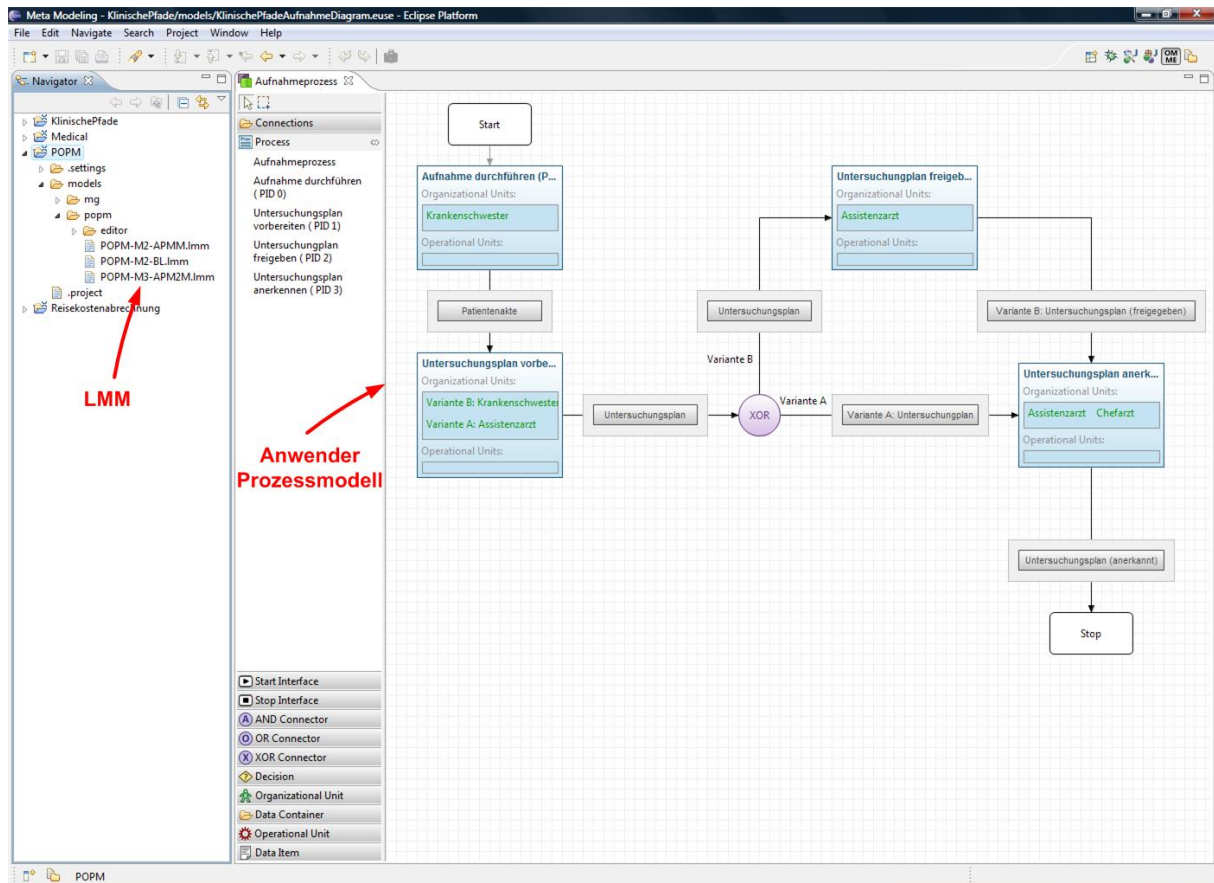 Meta Modeling - KlinischePfade/models/KlinischePfadeAufnahmeDiagram.euse - Eclipse Platform
File Edit Navigate Search Project Window Help
OM
ME
Navigator
KlinischePfade
Medical
POPM
.settings
models
mg
popm
editor
POPM-M2-APMM.lmm
POPM-M2-BL.lmm
POPM-M3-APM2M.lmm
.project
Reisekostenabrechnung
LMM
Aufnahmeprozess
Connections
Process
Aufnahmeprozess
Aufnahme durchführen
( PID 0)
Untersuchungsplan
vorbereiten ( PID 1)
Untersuchungplan
freigeben ( PID 2)
Untersuchungsplan
anerkennen ( PID 3)
Anwender
Prozessmodell
Start Interface
Stop Interface
A AND Connector
O OR Connector
X XOR Connector
Decision
Organizational Unit
Data Container
Operational Unit
Data Item
Start
Aufnahme durchführen (P...
Organizational Units:
Krankenschwester
Operational Units:
Patientenakte
Untersuchungsplan vorbe...
Organizational Units:
Variante B: Krankenschwester
Variante A: Assistenzarzt
Operational Units:
Untersuchungsplan
XOR
Variante B
Untersuchungsplan
Untersuchungplan freigeb...
Organizational Units:
Assistenzarzt
Operational Units:
Variante B: Untersuchungsplan (freigegeben)
Variante A
Variante A: Untersuchungplan
Untersuchungsplan anerk...
Organizational Units:
Assistenzarzt Chefarzt
Operational Units:
Untersuchungsplan (anerkannt)
Stop
POPM